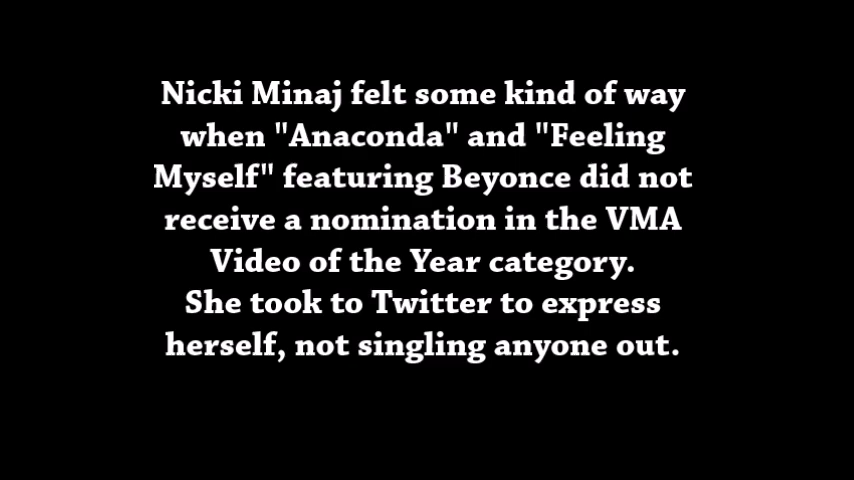 Nicki Minaj felt some kind of way
when "Anaconda" and "Feeling
Myself" featuring Beyonce did not
receive a nomination in the VMA
Video of the Year category.
She took to Twitter to express
herself, not singling anyone out.